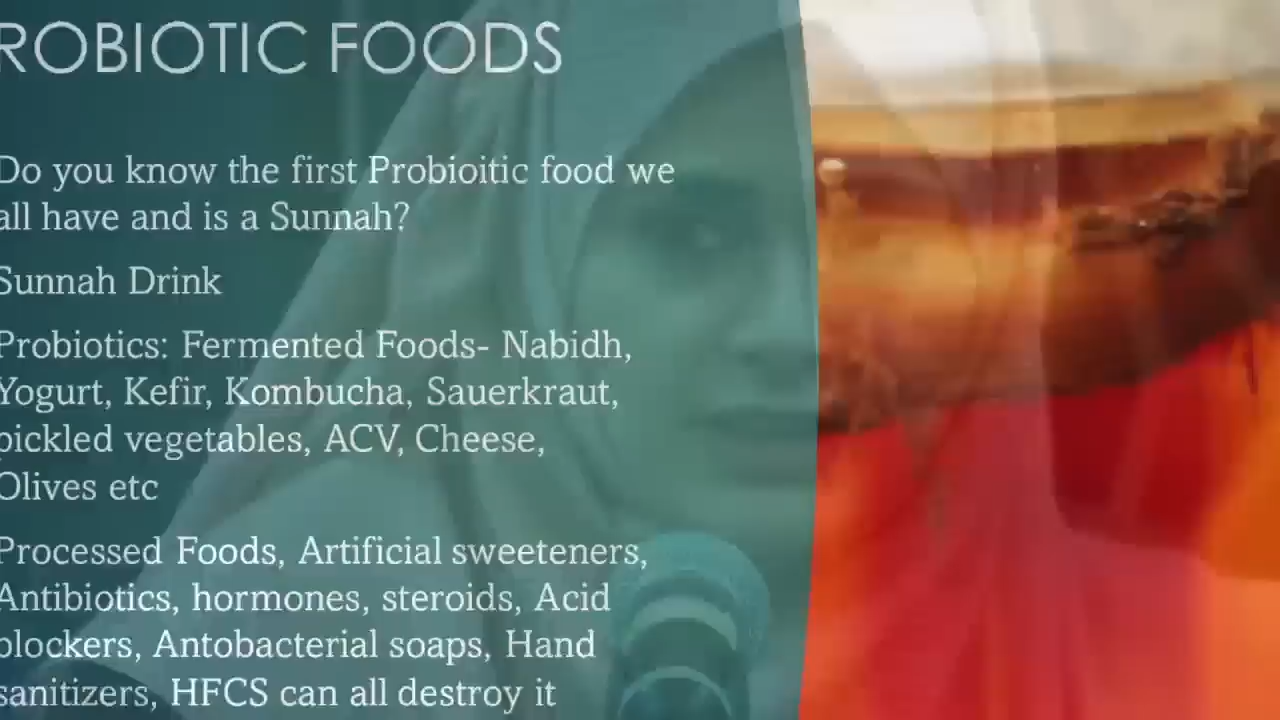 ROBIOTIC FOODS
Do you know the first Probioitic food we
all have and is a Sunnah?
Sunnah Drink
Probiotics: Fermented Foods- Nabidh,
Yogurt, Kefir, Kombucha, Sauerkraut,
pickled vegetables, ACV, Cheese,
Olives etc
Processed Foods, Artificial sweeteners,
Antibiotics, hormones, steroids, Acid
blockers, Antobacterial soaps, Hand
sanitizers, HFCS can all destroy it